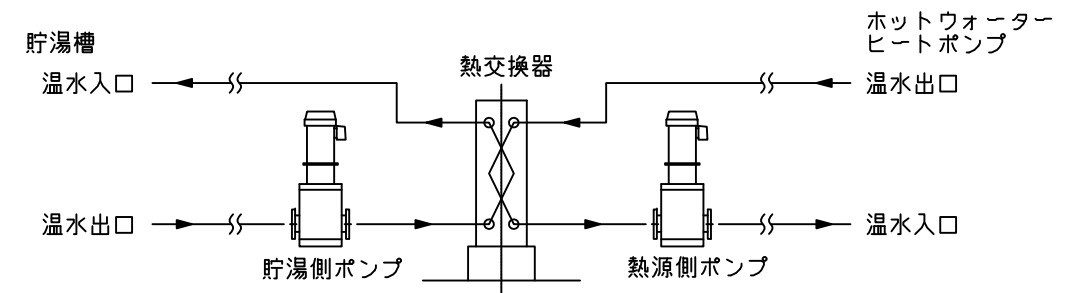 ホットウォーター
ヒートポンプ
貯湯槽
熱交換器
温水入口
温水出口
温水出口
温水入口
貯湯側ポンプ
熱源側ポンプ